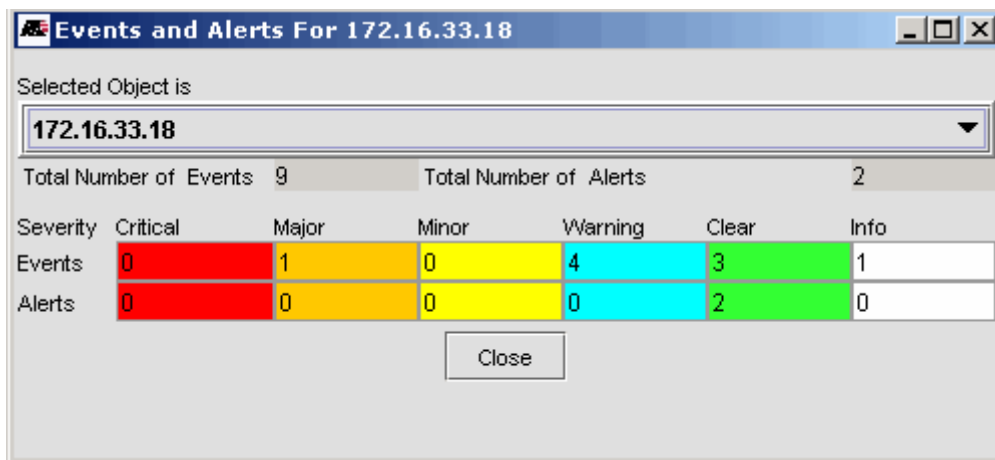 Events and Alerts For 172.16.33.18
Selected Object is
172.16.33.18
Total Number of Events 9 Total Number of Alerts 2
Severity Critical Major Minor Warning Clear Info
Events 0 1 0 4 3 1
Alerts 0 0 0 0 2 0
Close